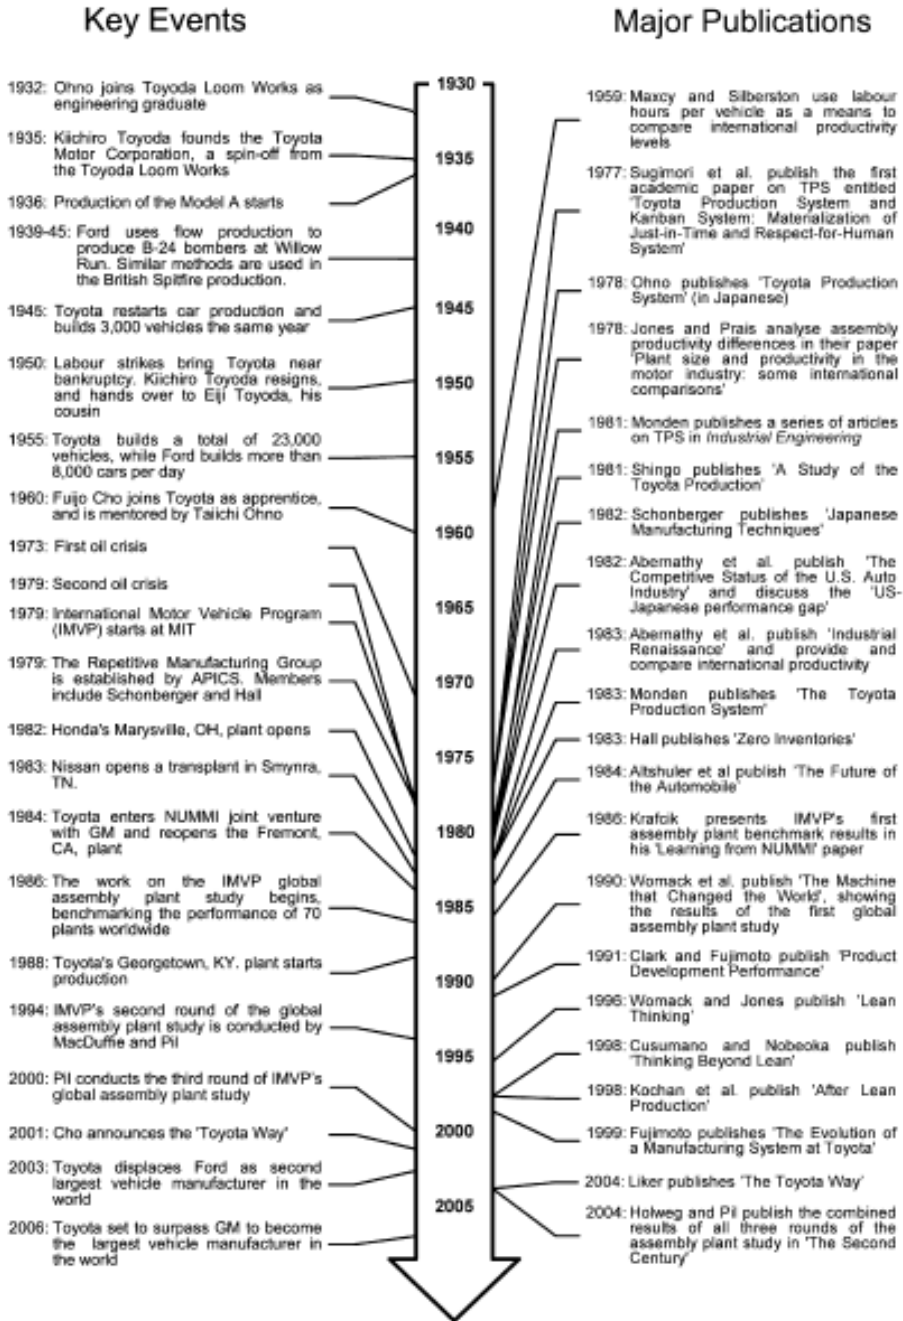 Key Events
1932: Ohno joins Toyoda Loom Works as
engineering graduate
1935: Kiichiro Toyoda founds the Toyota
Motor Corporation, a spin-off from
the Toyoda Loom Works
1936: Production of the Model A starts
1939-45: Ford uses flow production to
produce B-24 bombers at Willow
Run. Similar methods are used in
the British Spitfire production.
1945: Toyota restarts car production and
builds 3,000 vehicles the same year
1950: Labour strikes bring Toyota near
bankruptcy. Kiichiro Toyoda resigns,
and hands over to Eiji Toyoda, his
cousin
1955: Toyota builds a total of 23,000
vehicles, while Ford builds more than
8,000 cars per day
1960: Fuijo Cho joins Toyota as apprentice,
and is mentored by Taiichi Ohno
1973: First oil crisis
1979: Second oil crisis
1979: International Motor Vehicle Program
(IMVP) starts at MIT
1979: The Repetitive Manufacturing Group
is established by APICS. Members
include Schonberger and Hall
1982: Honda's Marysville, OH, plant opens
1983: Nissan opens a transplant in Smynra,
TN.
1984: Toyota enters NUMMI joint venture
with GM and reopens the Fremont,
CA, plant
1986: The work on the IMVP global
assembly plant study begins,
benchmarking the performance of 70
plants worldwide
1988: Toyota's Georgetown, KY. plant starts
production
1994: IMVP's second round of the global
assembly plant study is conducted by
MacDuffie and Pil
2000: Pil conducts the third round of IMVP's
global assembly plant study
2001: Cho announces the 'Toyota Way'
2003: Toyota displaces Ford as second
largest vehicle manufacturer in the
world
2006: Toyota set to surpass GM to become
the largest vehicle manufacturer in
the world
1930
1935
1940
1945
1950
1955
1960
1965
1970
1975
1980
1985
1990
1995
2000
2005
Major Publications
1959: Maxcy and Silberston use labour
hours per vehicle as a means to
compare international productivity
levels
1977: Sugimori et al. publish the first
academic paper on TPS entitled
'Toyota Production System and
Kanban System: Materialization of
Just-in-Time and Respect-for-Human
System'
1978: Ohno publishes 'Toyota Production
System' (in Japanese)
1978: Jones and Prais analyse assembly
productivity differences in their paper
'Plant size and productivity in the
motor industry: some international
comparisons'
1981: Monden publishes a series of articles
on TPS in Industrial Engineering
1981: Shingo publishes 'A Study of the
Toyota Production'
1982: Schonberger publishes 'Japanese
Manufacturing Techniques'
1982: Abernathy et al. publish 'The
Competitive Status of the U.S. Auto
Industry' and discuss the 'US-
Japanese performance gap'
1983: Abernathy et al. publish 'Industrial
Renaissance' and provide and
compare international productivity
1983: Monden publishes 'The Toyota
Production System'
1983: Hall publishes 'Zero Inventories'
1984: Altshuler et al publish 'The Future of
the Automobile'
1986: Krafcik presents IMVP's first
assembly plant benchmark results in
his 'Learning from NUMMI' paper
1990: Womack et al. publish 'The Machine
that Changed the World', showing
the results of the first global
assembly plant study
1991: Clark and Fujimoto publish 'Product
Development Performance'
1996: Womack and Jones publish 'Lean
Thinking'
1998: Cusumano and Nobeoka publish
'Thinking Beyond Lean'
1998: Kochan et al. publish 'After Lean
Production'
1999: Fujimoto publishes 'The Evolution of
a Manufacturing System at Toyota'
2004: Liker publishes 'The Toyota Way'
2004: Holweg and Pil publish the combined
results of all three rounds of the
assembly plant study in 'The Second
Century'